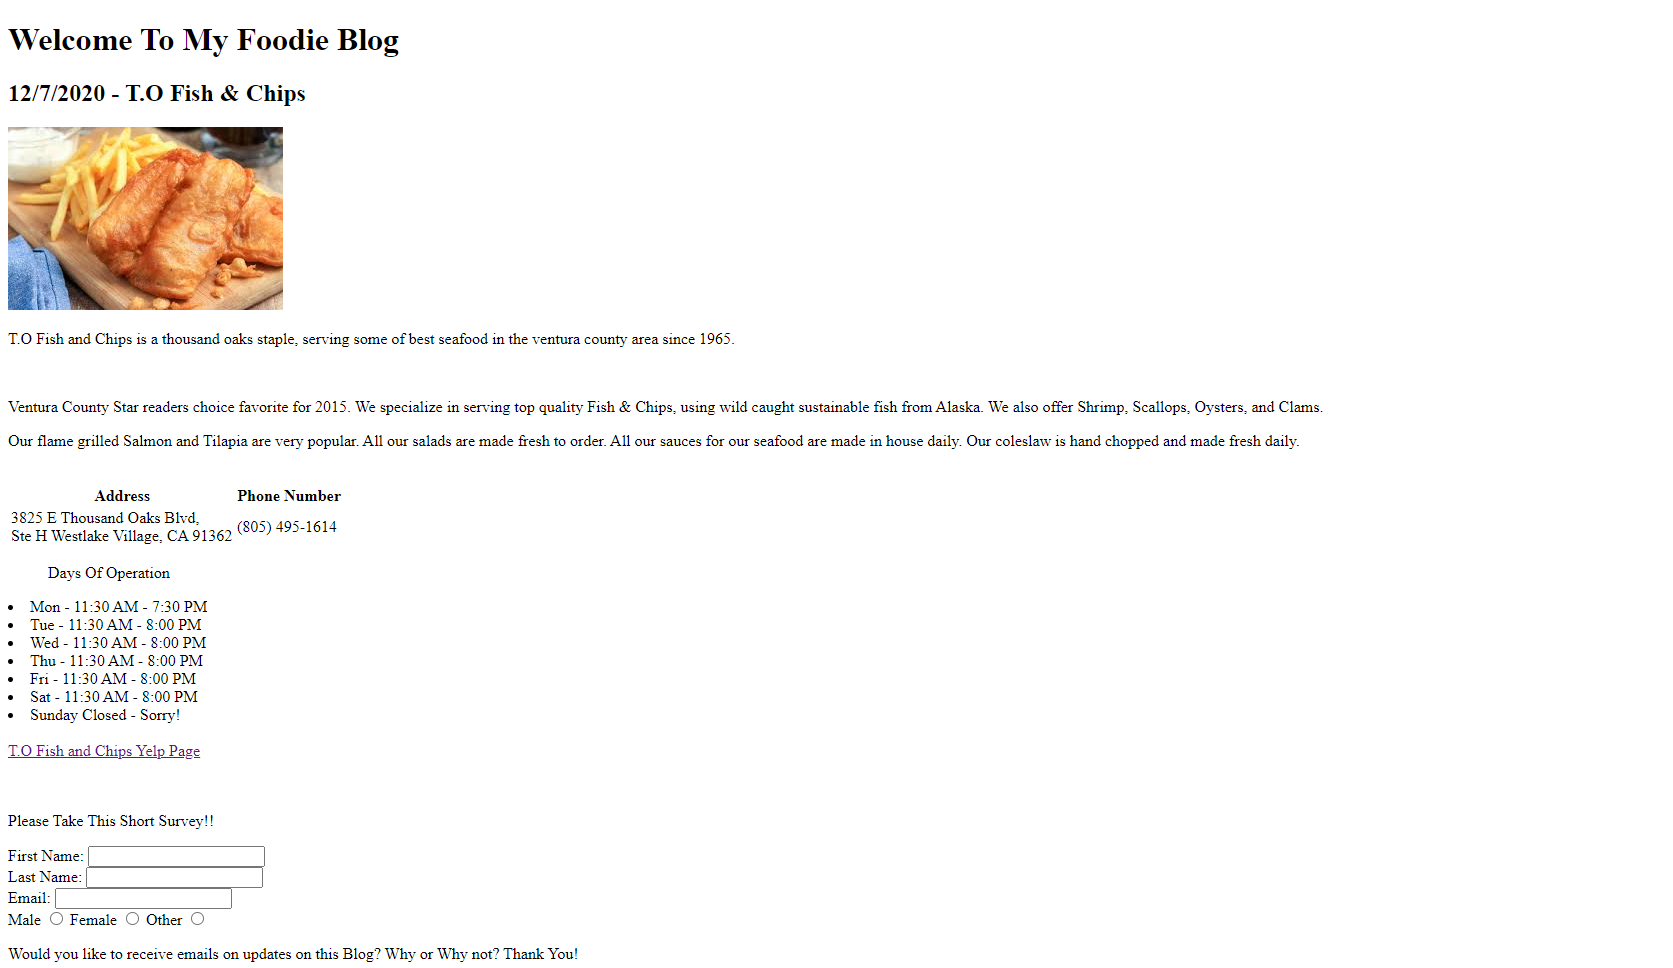 Welcome To My Foodie Blog
12/7/2020 - T.O Fish & Chips
T.O Fish and Chips is a thousand oaks staple, serving some of best seafood in the ventura county area since 1965.
Ventura County Star readers choice favorite for 2015. We specialize in serving top quality Fish & Chips, using wild caught sustainable fish from Alaska. We also offer Shrimp, Scallops, Oysters, and Clams.
Our flame grilled Salmon and Tilapia are very popular. All our salads are made fresh to order. All our sauces for our seafood are made in house daily. Our coleslaw is hand chopped and made fresh daily.
Address Phone Number
3825 E Thousand Oaks Blvd,
Ste H Westlake Village, CA 91362 (805) 495-1614
Days Of Operation
Mon - 11:30 AM - 7:30 PM
Tue - 11:30 AM - 8:00 PM
Wed - 11:30 AM - 8:00 PM
Thu - 11:30 AM - 8:00 PM
Fri - 11:30 AM - 8:00 PM
Sat - 11:30 AM - 8:00 PM
Sunday Closed - Sorry!
T.O Fish and Chips Yelp Page
Please Take This Short Survey!!
First Name:
Last Name:
Email:
Male Female Other
Would you like to receive emails on updates on this Blog? Why or Why not? Thank You!